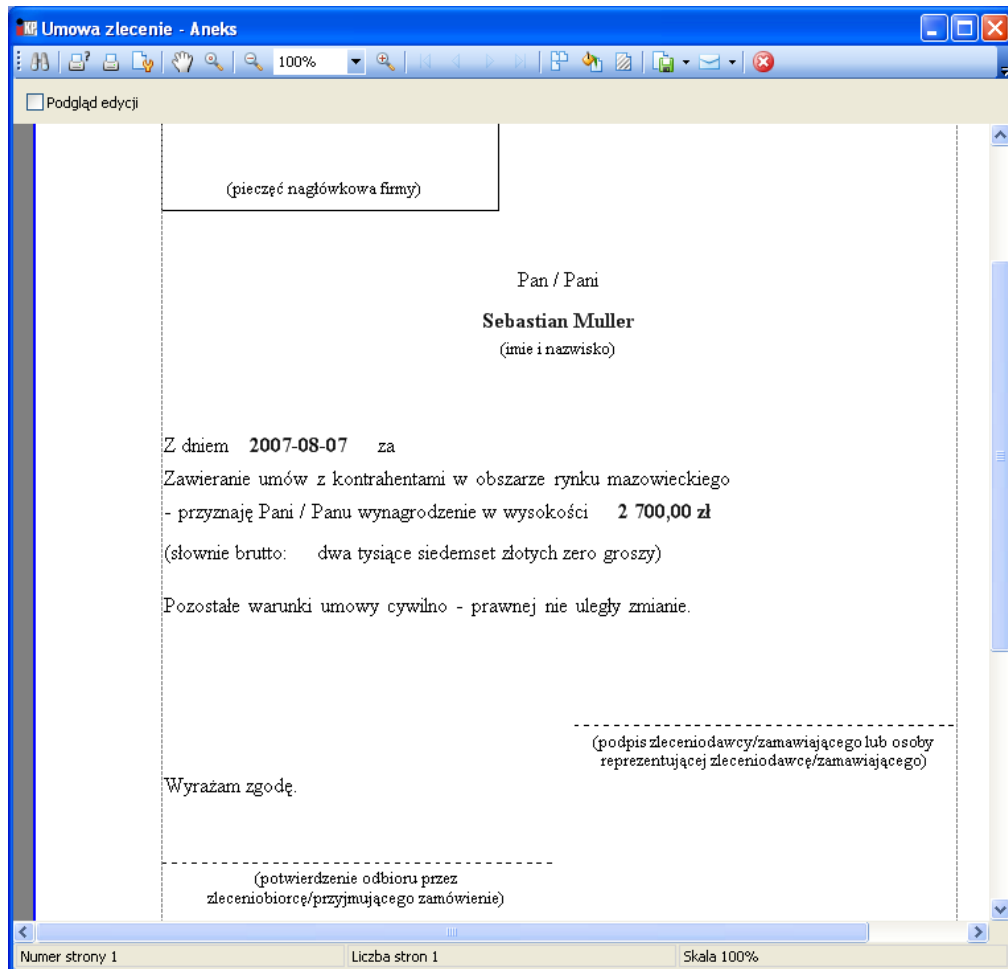 Umowa zlecenie - Aneks
100%
Podgląd edycji
(pieczęć nagłówkowa firmy)
Pan / Pani
Sebastian Muller
(imie i nazwisko)
Z dniem 2007-08-07 za
Zawieranie umów z kontrahentami w obszarze rynku mazowieckiego
- przyznaję Pani / Panu wynagrodzenie w wysokości 2 700,00 zł
(słownie brutto: dwa tysiące siedemset złotych zero groszy)
Pozostałe warunki umowy cywilno - prawnej nie uległy zmianie.
(podpis zleceniodawcy/zamawiającego lub osoby
reprezentującej zleceniodawcę/zamawiającego)
Wyrażam zgodę.
(potwierdzenie odbioru przez
zleceniobiorcę/przyjmującego zamówienie)
Numer strony 1 Liczba stron 1 Skala 100%